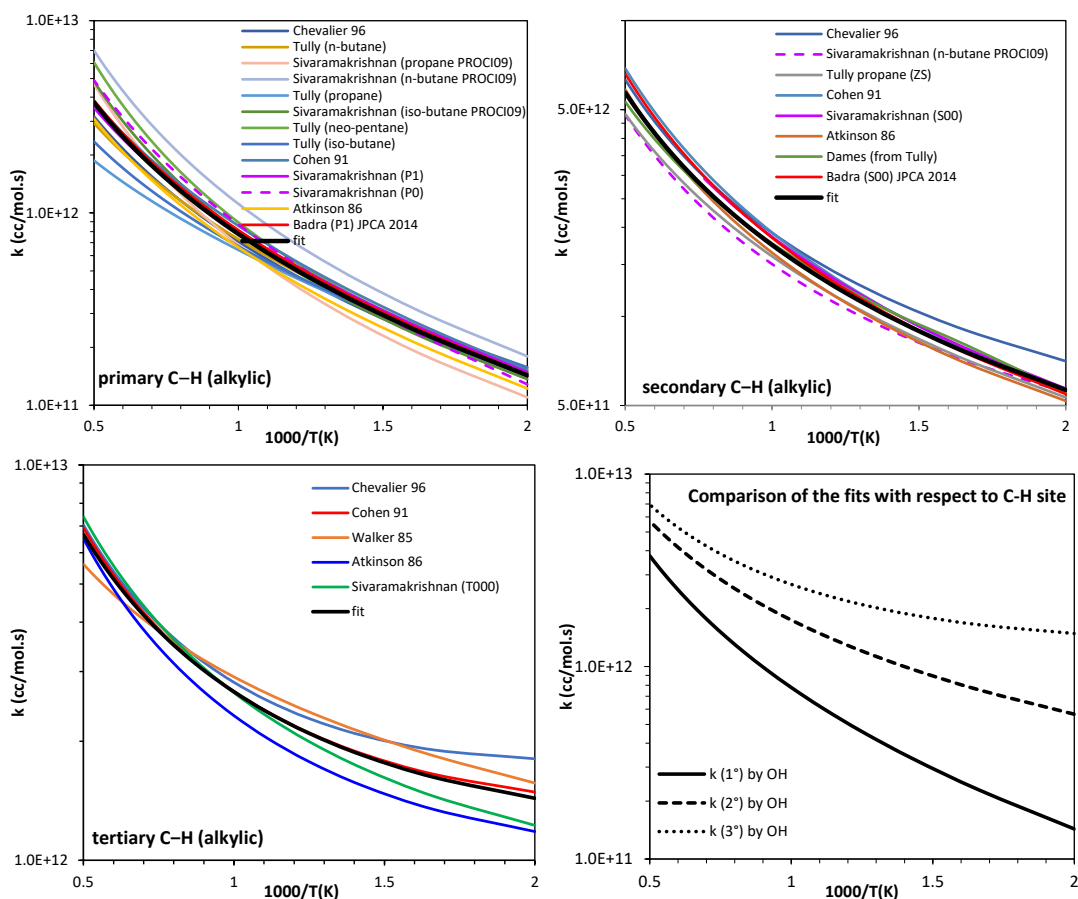 1.0E+13
Chevalier 96
Tully (n-butane)
Sivaramakrishnan (propane PROCI09)
Sivaramakrishnan (n-butane PROCI09)
Tully (propane)
Sivaramakrishnan (iso-butane PROCI09)
Tully (neo-pentane)
Tully (iso-butane)
Cohen 91
Sivaramakrishnan (P1)
Sivaramakrishnan (P0)
Atkinson 86
Badra (P1) JPCA 2014
fit
k (cc/mol.s)
1.0E+12
primary C–H (alkylic)
1.0E+11
0.5
1
1.5
2
1000/T(K)
Chevalier 96
Sivaramakrishnan (n-butane PROCI09)
Tully propane (ZS)
Cohen 91
Sivaramakrishnan (S00)
Atkinson 86
Dames (from Tully)
Badra (S00) JPCA 2014
fit
k (cc/mol.s)
5.0E+12
secondary C–H (alkylic)
5.0E+11
0.5
1
1.5
2
1000/T(K)
1.0E+13
Chevalier 96
Cohen 91
Walker 85
Atkinson 86
Sivaramakrishnan (T000)
fit
k (cc/mol.s)
tertiary C–H (alkylic)
1.0E+12
0.5
1
1.5
2
1000/T(K)
1.0E+13
Comparison of the fits with respect to C-H site
k (cc/mol.s)
1.0E+12
k (1°) by OH
k (2°) by OH
k (3°) by OH
1.0E+11
0.5
1
1.5
2
1000/T(K)